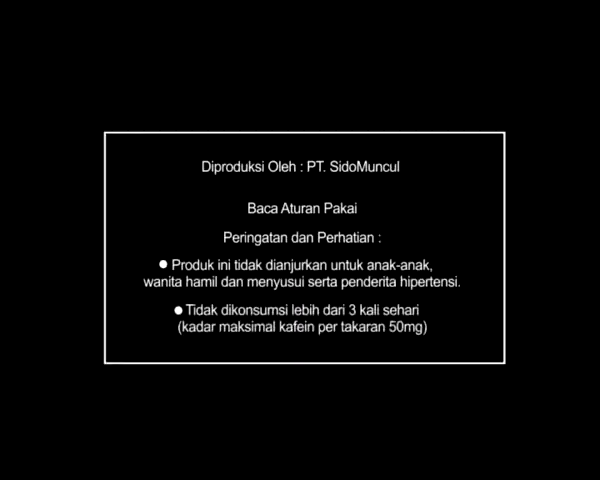 Diproduksi Oleh : PT. SidoMuncul
Baca Aturan Pakai
Peringatan dan Perhatian :
● Produk ini tidak dianjurkan untuk anak-anak,
wanita hamil dan menyusui serta penderita hipertensi.
● Tidak dikonsumsi lebih dari 3 kali sehari
(kadar maksimal kafein per takaran 50mg)